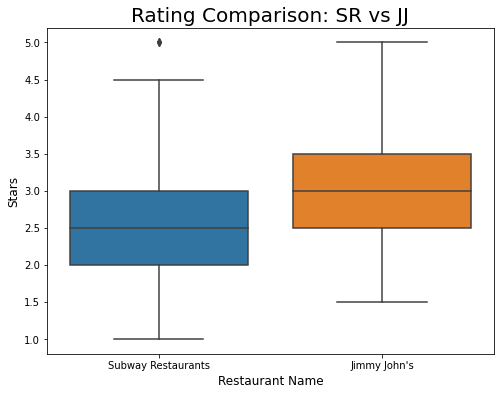 Rating Comparison: SR vs JJ
Stars
5.0
4.5
4.0
3.5
3.0
2.5
2.0
1.5
1.0
Subway Restaurants
Jimmy John's
Restaurant Name